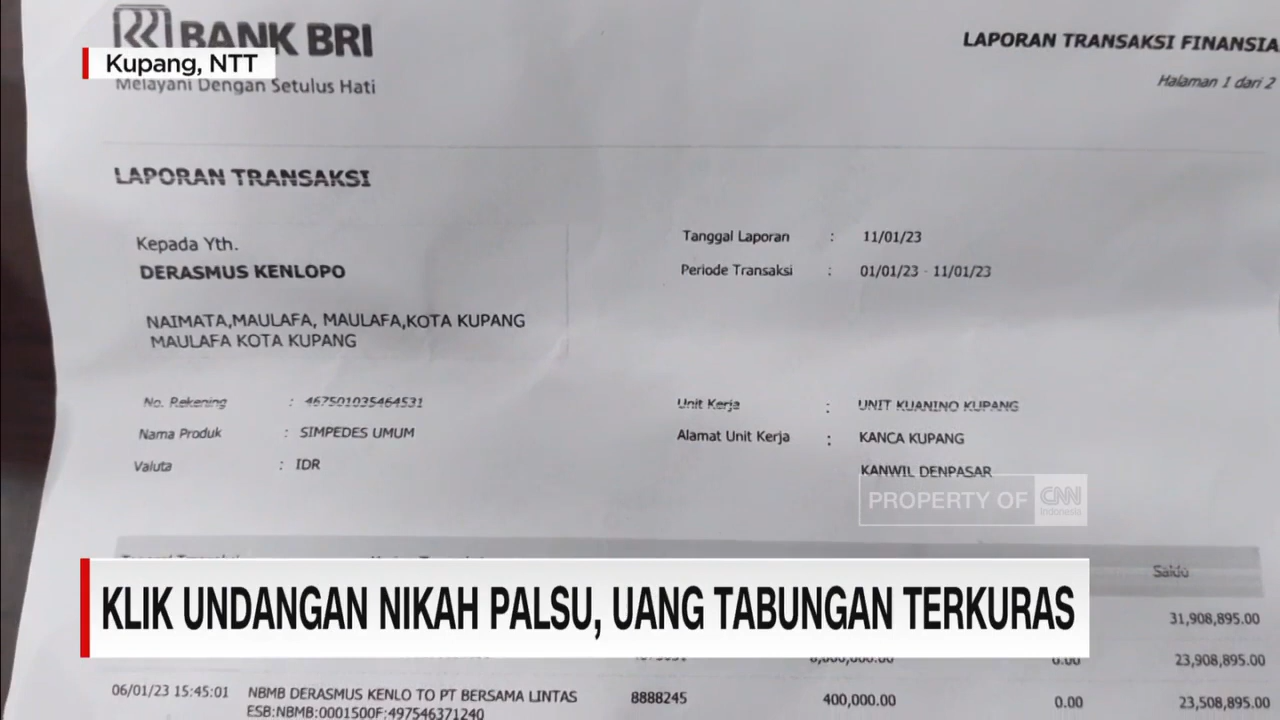 BANK BRI
Kupang, NTT
Melayani Dengan Setulus Hati
LAPORAN TRANSAKSI FINANSIA
Halaman 1 dari 2
LAPORAN TRANSAKSI
Kepada Yth.
DERASMUS KENLOPO
NAIMATA,MAULAFA, MAULAFA,KOTA KUPANG
MAULAFA KOTA KUPANG
Tanggal Laporan : 11/01/23
Periode Transaksi : 01/01/23 - 11/01/23
No. Rekening : 467501035464531
Nama Produk : SIMPEDES UMUM
Valuta : IDR
Unit Kerja : UNIT KUANINO KUPANG
Alamat Unit Kerja : KANCA KUPANG
KANWIL DENPASAR
PROPERTY OF CNN Indonesia
Saldo
KLIK UNDANGAN NIKAH PALSU, UANG TABUNGAN TERKURAS
31,908,895.00
0.00 23,908,895.00
06/01/23 15:45:01 NBMB DERASMUS KENLO TO PT BERSAMA LINTAS 8888245 400,000.00 0.00 23,508,895.00
ESB:NBMB:0001500F:497546371240